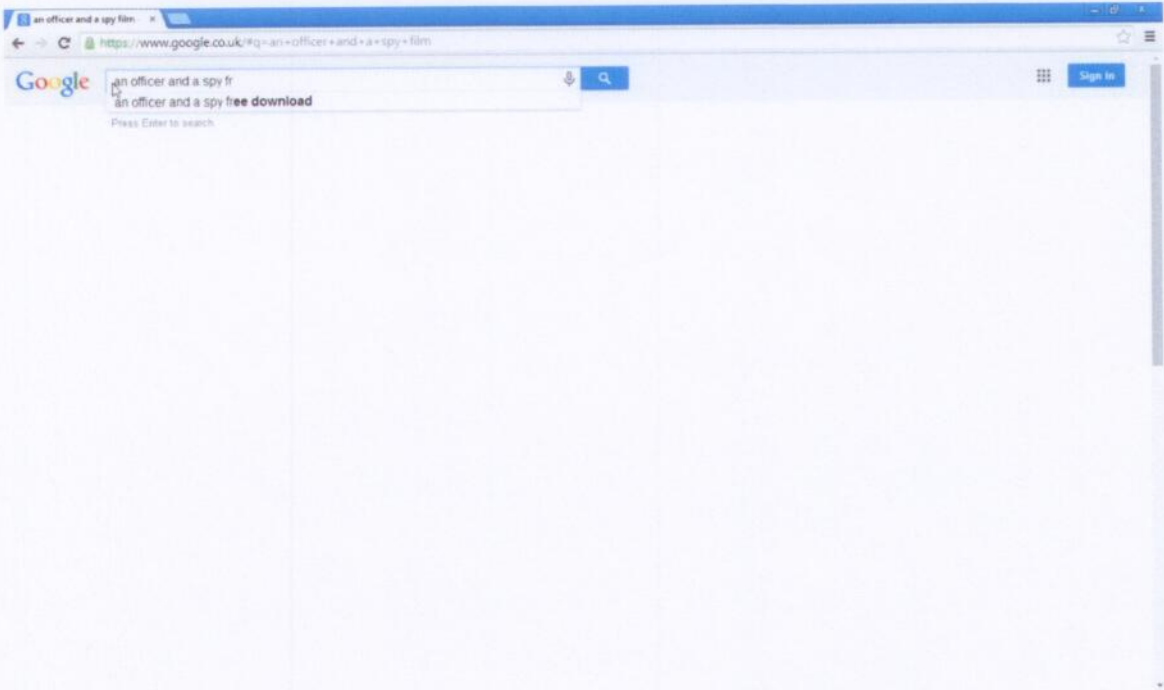 an officer and a spy film
https://www.google.co.uk/#q=an+officer+and+a+spy+film
Google
an officer and a spy fr
Sign in
an officer and a spy free download
Press Enter to search.